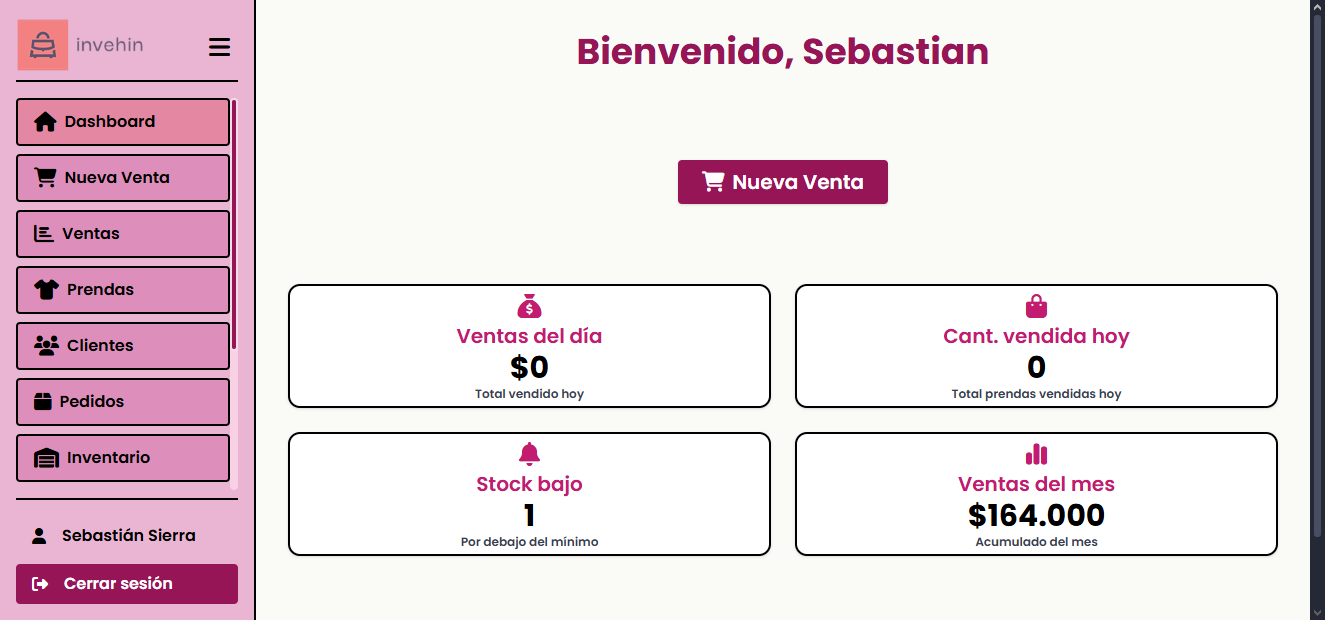 invehin
Dashboard
Nueva Venta
Ventas
Prendas
Clientes
Pedidos
Inventario
Sebastián Sierra
Cerrar sesión
Bienvenido, Sebastian
Nueva Venta
Ventas del día
$0
Total vendido hoy
Cant. vendida hoy
0
Total prendas vendidas hoy
Stock bajo
1
Por debajo del mínimo
Ventas del mes
$164.000
Acumulado del mes